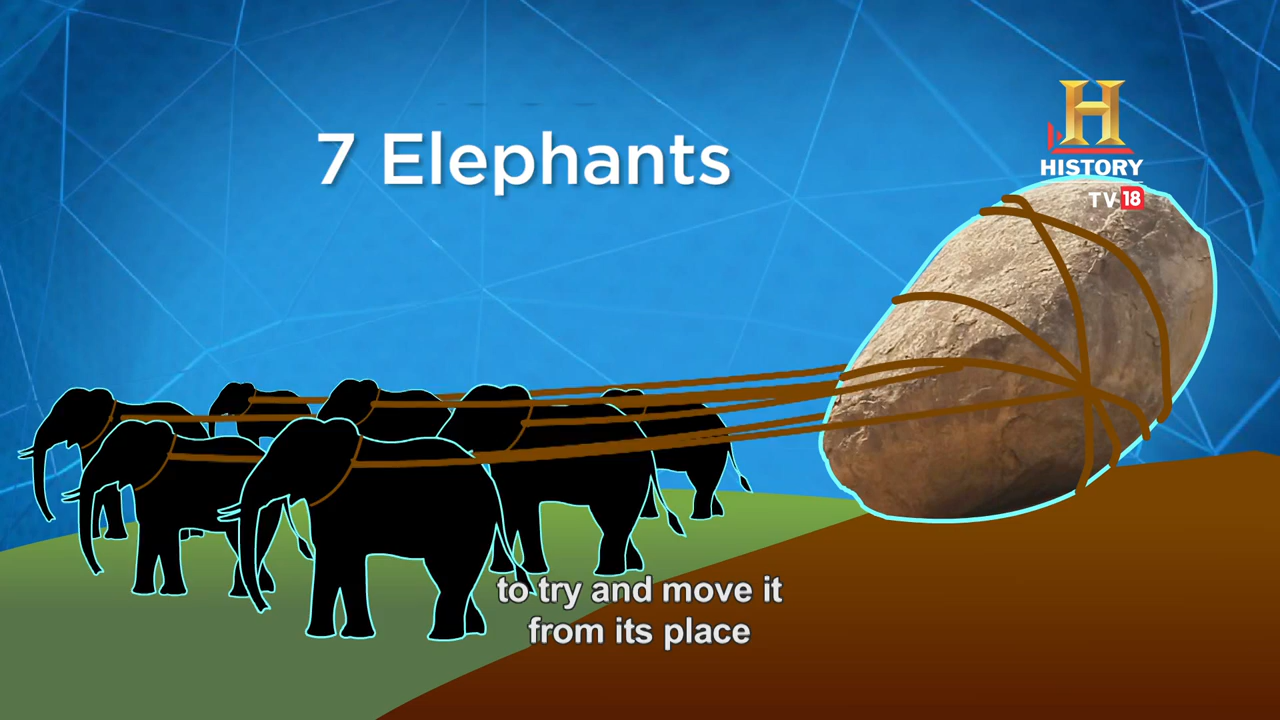 7 Elephants
H
HISTORY
TV18
to try and move it
from its place